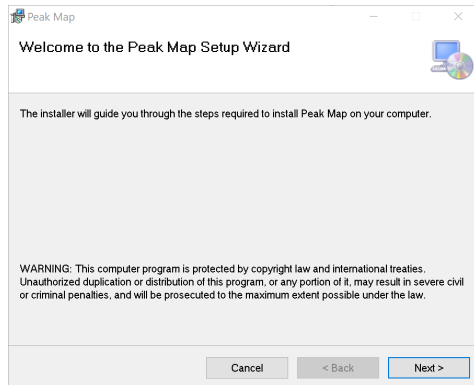 Peak Map
Welcome to the Peak Map Setup Wizard
The installer will guide you through the steps required to install Peak Map on your computer.
WARNING: This computer program is protected by copyright law and international treaties.
Unauthorized duplication or distribution of this program, or any portion of it, may result in severe civil
or criminal penalties, and will be prosecuted to the maximum extent possible under the law.
Cancel
< Back
Next >